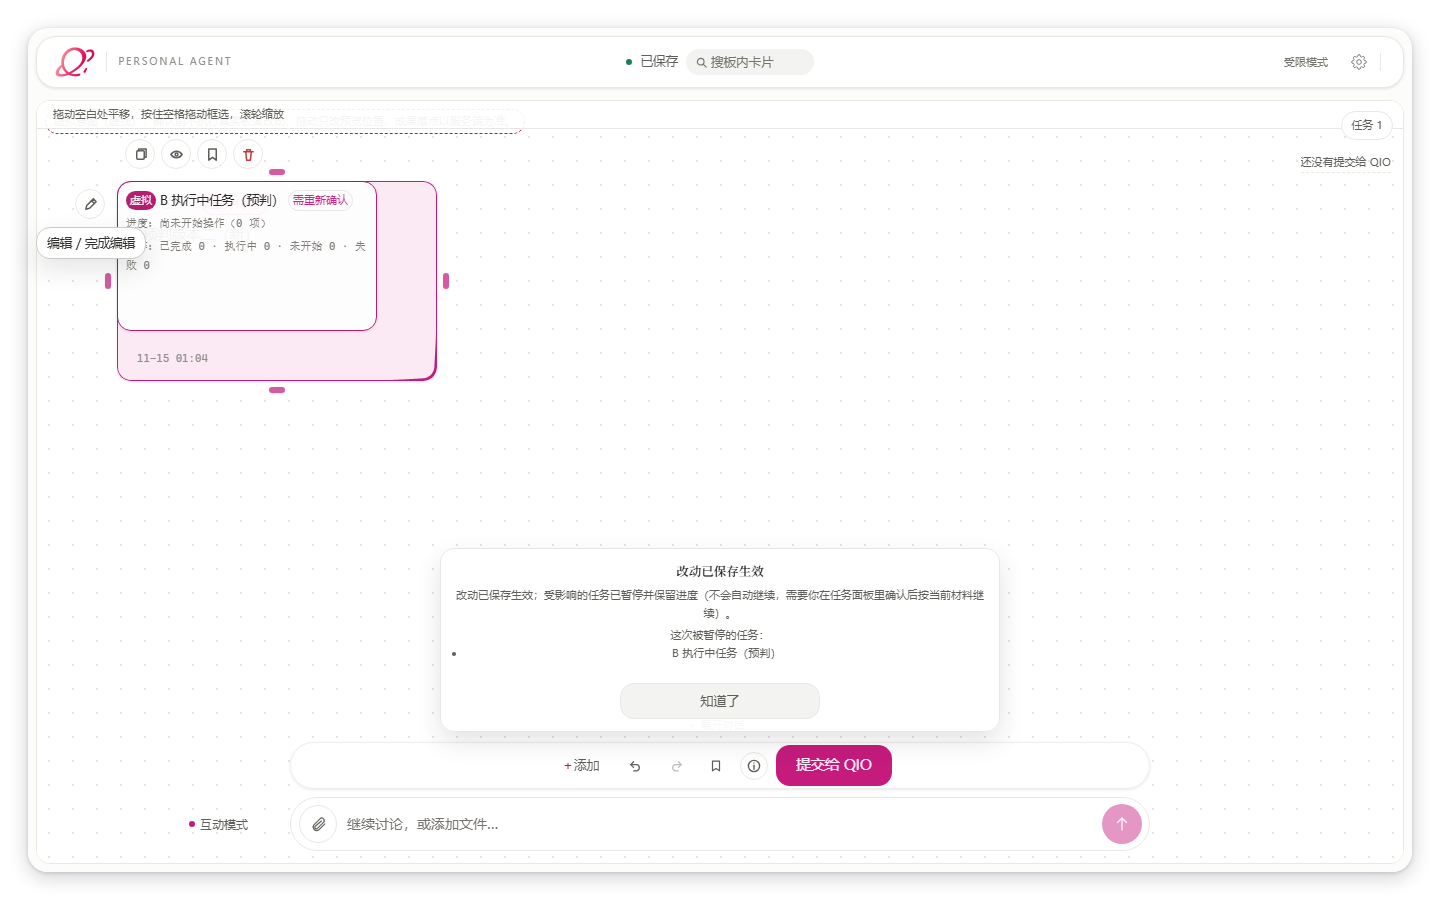 PERSONAL AGENT
已保存
搜板内卡片
受限模式
拖动空白处平移，按住空格拖动框选，滚轮缩放
任务 1
还没有提交给 QIO
虚拟 B 执行中任务（预判） 需重新确认
进度：尚未开始操作（0 项）
编辑 / 完成编辑
：已完成 0 · 执行中 0 · 未开始 0 · 失
败 0
11-15 01:04
改动已保存生效
改动已保存生效；受影响的任务已暂停并保留进度（不会自动继续，需要你在任务面板里确认后按当前材料继
续）。
这次被暂停的任务：
B 执行中任务（预判）
知道了
+添加
提交给 QIO
互动模式
继续讨论，或添加文件...